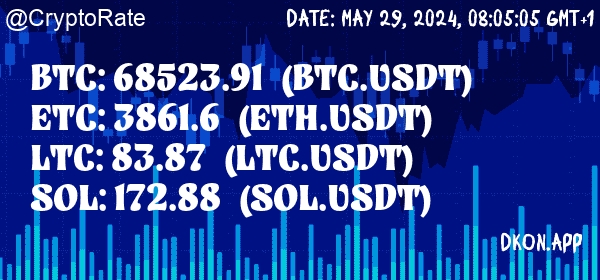 @CryptoRate
DATE: MAY 29, 2024, 08:05:05 GMT+1
BTC: 68523.91 (BTC.USDT)
ETC: 3861.6 (ETH.USDT)
LTC: 83.87 (LTC.USDT)
SOL: 172.88 (SOL.USDT)
DKON.APP